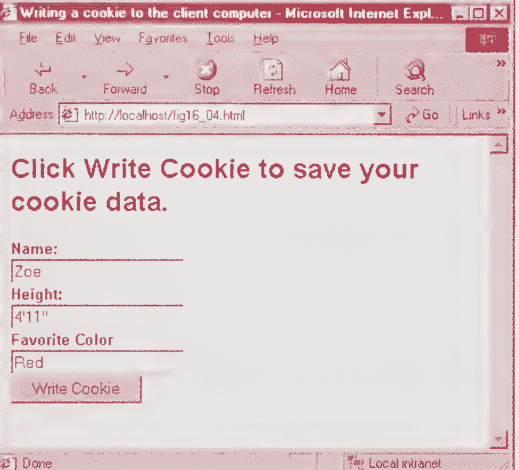 Writing a cookie to the client computer - Microsoft Internet Expl...
File Edit View Favorites Tools Help
Back Forward Stop Refresh Home Search »
Address http://localhost/fig16_04.html Go Links »
Click Write Cookie to save your
cookie data.
Name:
Zoe
Height:
4'11"
Favorite Color
Red
Write Cookie
Done Local intranet